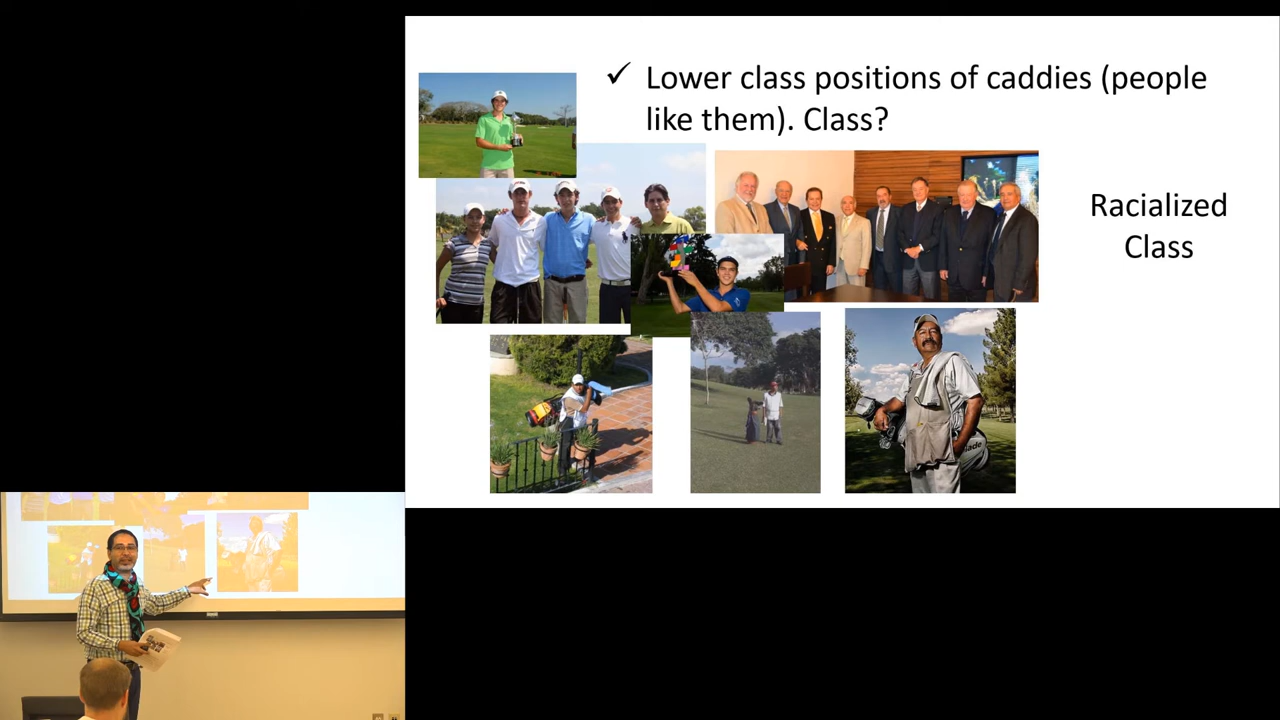 ✓ Lower class positions of caddies (people
like them). Class?
Racialized
Class